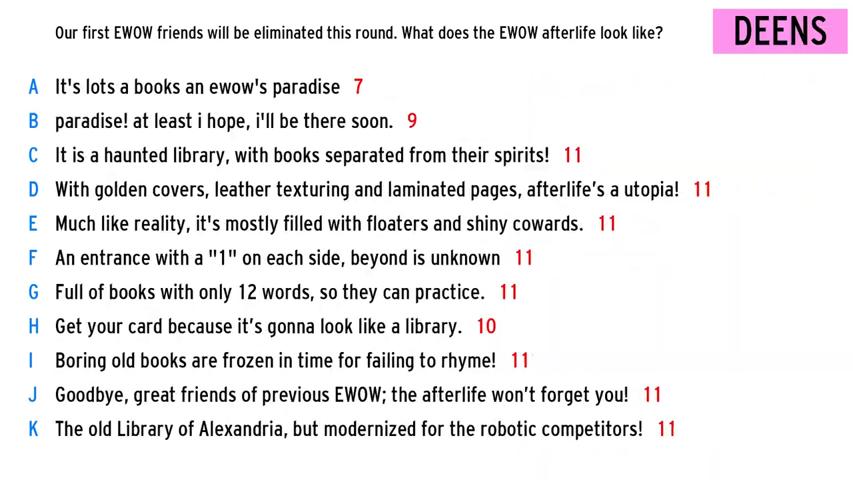 Our first EWOW friends will be eliminated this round. What does the EWOW afterlife look like?
DEENS
A It's lots a books an ewow's paradise 7
B paradise! at least i hope, i'll be there soon. 9
C It is a haunted library, with books separated from their spirits! 11
D With golden covers, leather texturing and laminated pages, afterlife’s a utopia! 11
E Much like reality, it's mostly filled with floaters and shiny cowards. 11
F An entrance with a "1" on each side, beyond is unknown 11
G Full of books with only 12 words, so they can practice. 11
H Get your card because it’s gonna look like a library. 10
I Boring old books are frozen in time for failing to rhyme! 11
J Goodbye, great friends of previous EWOW; the afterlife won’t forget you! 11
K The old Library of Alexandria, but modernized for the robotic competitors! 11